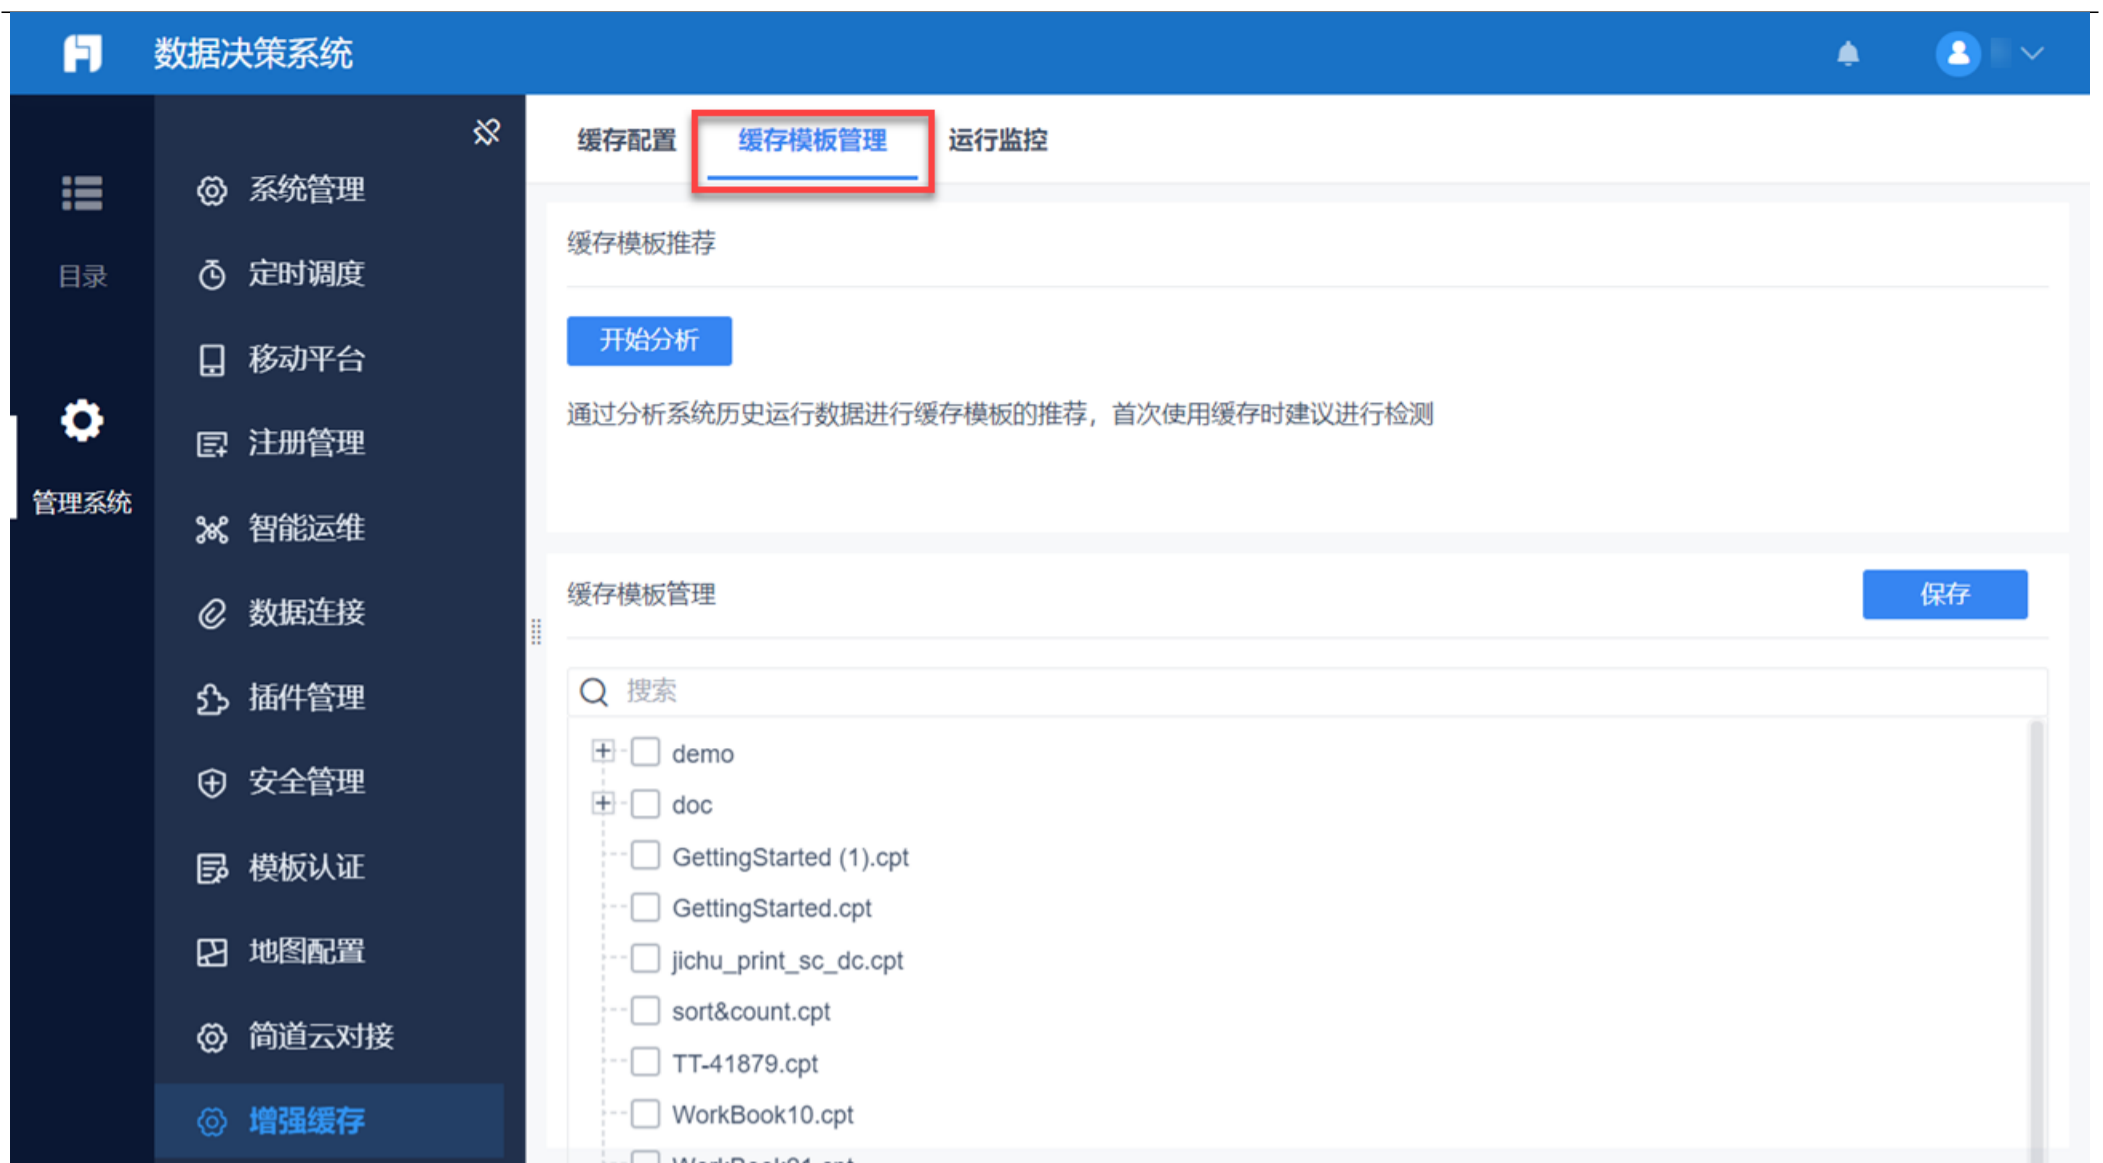 数据决策系统
目录
管理系统
系统管理
定时调度
移动平台
注册管理
智能运维
数据连接
插件管理
安全管理
模板认证
地图配置
简道云对接
增强缓存
缓存配置 缓存模板管理 运行监控
缓存模板推荐
开始分析
通过分析系统历史运行数据进行缓存模板的推荐，首次使用缓存时建议进行检测
缓存模板管理 保存
搜索
demo
doc
GettingStarted (1).cpt
GettingStarted.cpt
jichu_print_sc_dc.cpt
sort&count.cpt
TT-41879.cpt
WorkBook10.cpt